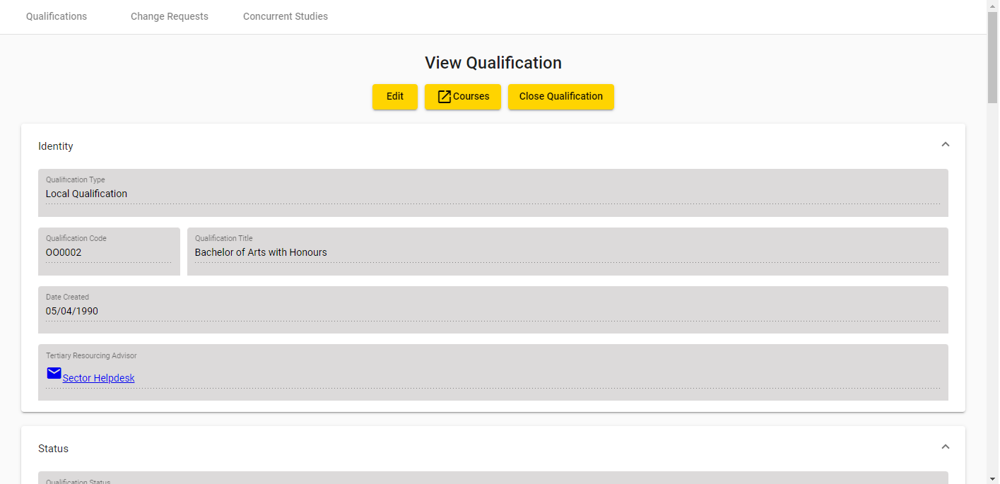 Qualifications Change Requests Concurrent Studies
View Qualification
Edit Courses Close Qualification
Identity
Qualification Type
Local Qualification
Qualification Code Qualification Title
OO0002 Bachelor of Arts with Honours
Date Created
05/04/1990
Tertiary Resourcing Advisor
Sector Helpdesk
Status
Qualification Status